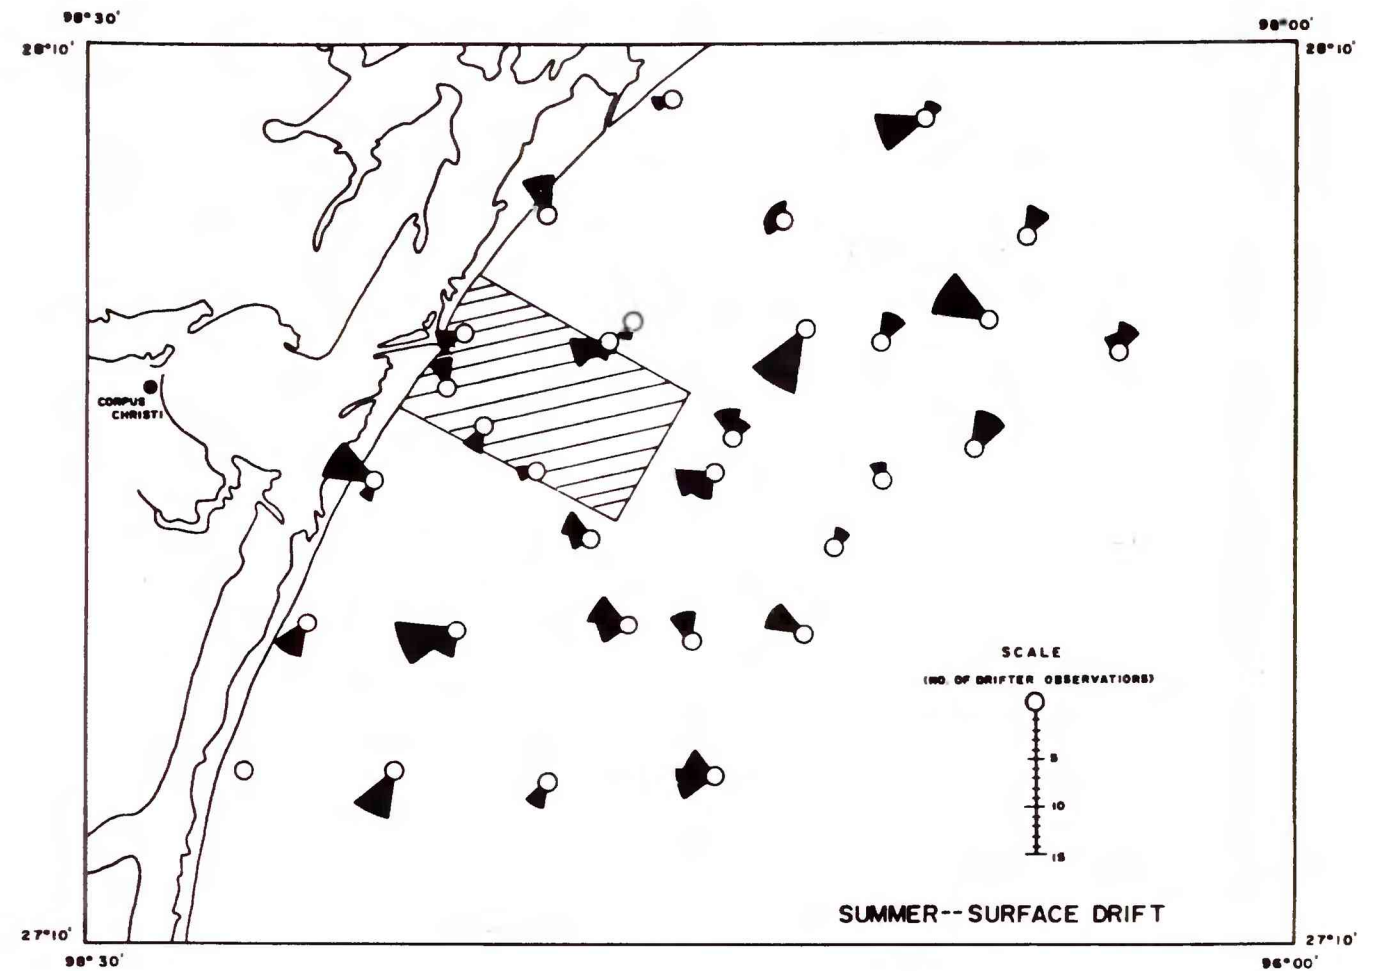 98°30'
96°00'
28°10'
28°10'
CORPUS
CHRISTI
SCALE
(NO. OF DRIFTER OBSERVATIONS)
5
10
15
SUMMER--SURFACE DRIFT
27°10'
27°10'
98°30'
96°00'